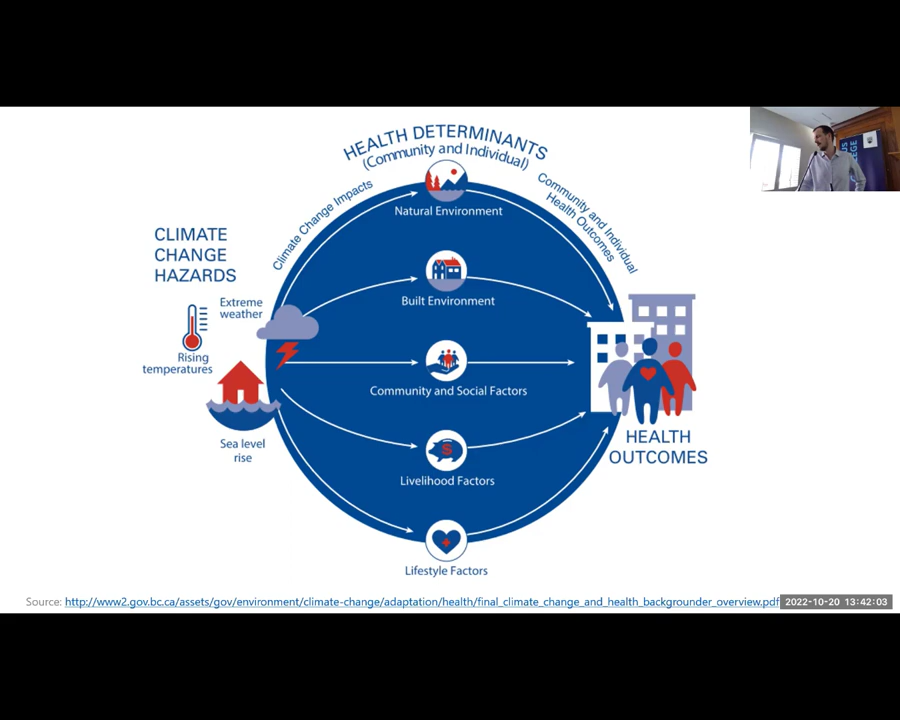 HEALTH DETERMINANTS
(Community and Individual)
Climate Change Impacts
Community and Individual
Health Outcomes
Natural Environment
CLIMATE
CHANGE
HAZARDS
Extreme
weather
Rising
temperatures
Sea level
rise
Built Environment
Community and Social Factors
$
Livelihood Factors
Lifestyle Factors
HEALTH
OUTCOMES
Source: http://www2.gov.bc.ca/assets/gov/environment/climate-change/adaptation/health/final_climate_change_and_health_backgrounder_overview.pdf
2022-10-20 13:42:03